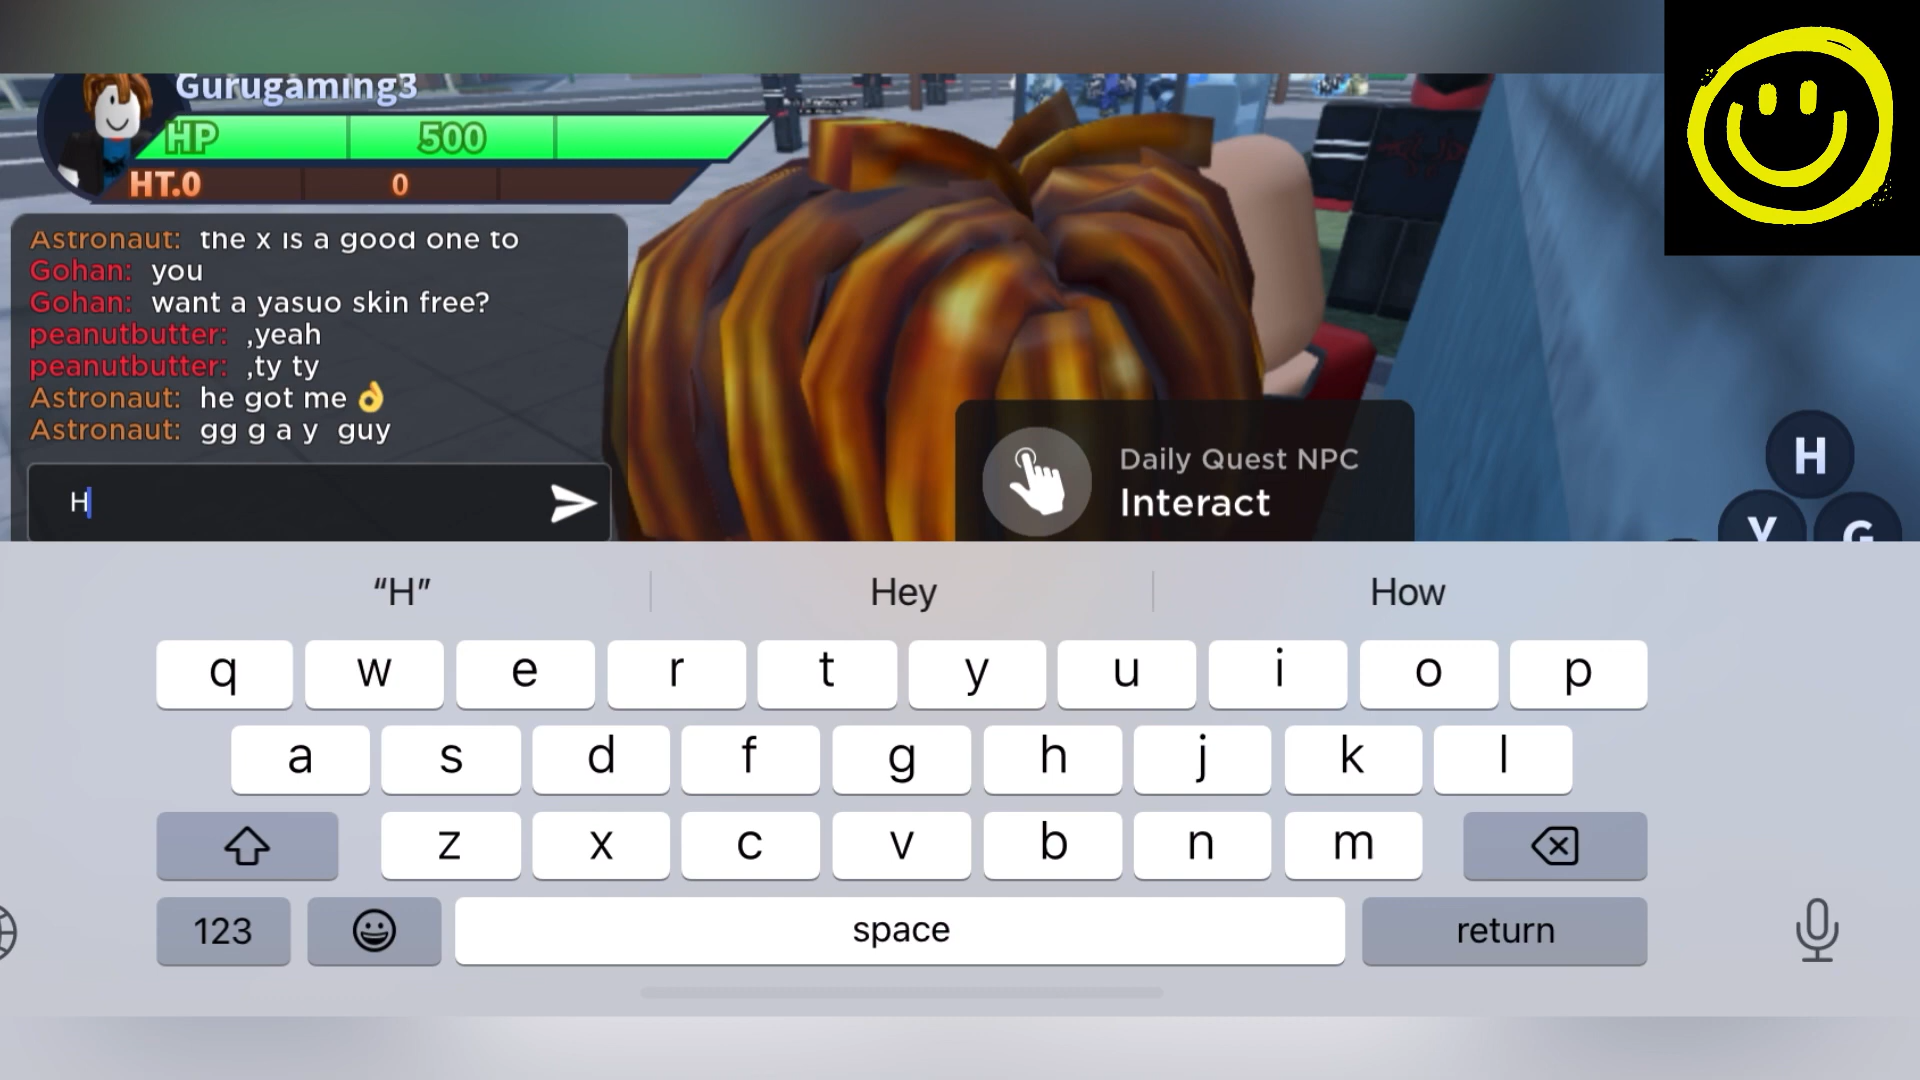 Gurugaming3
HP 500
HT.0 0
Astronaut: the x is a good one to
Gohan: you
Gohan: want a yasuo skin free?
peanutbutter: ,yeah
peanutbutter: ,ty ty
Astronaut: he got me 👌
Astronaut: gg g a y guy
H
Daily Quest NPC
Interact
H
Y G
“H” Hey How
q w e r t y u i o p
a s d f g h j k l
z x c v b n m
123 space return